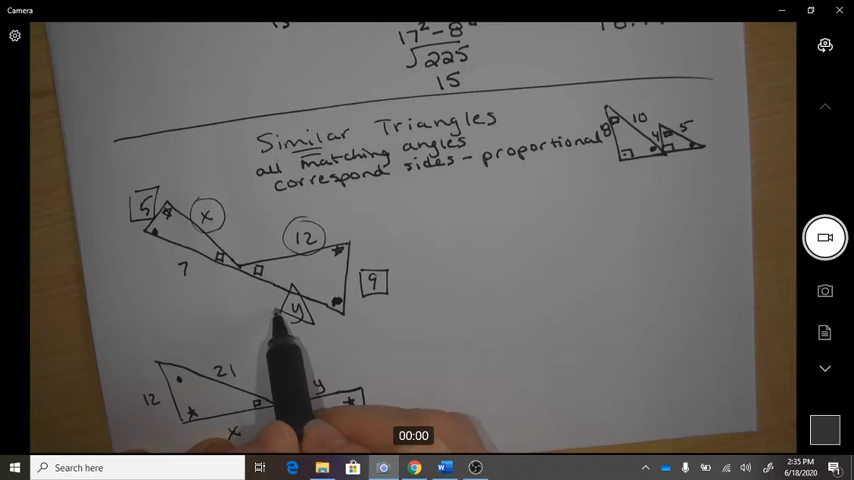 Camera
17² - 8²
√225
15
Similar Triangles
all matching angles
correspond sides - proportional
8
10
4
5
5
x
12
7
9
y
21
12
y
x
00:00
Search here
2:35 PM
6/18/2020